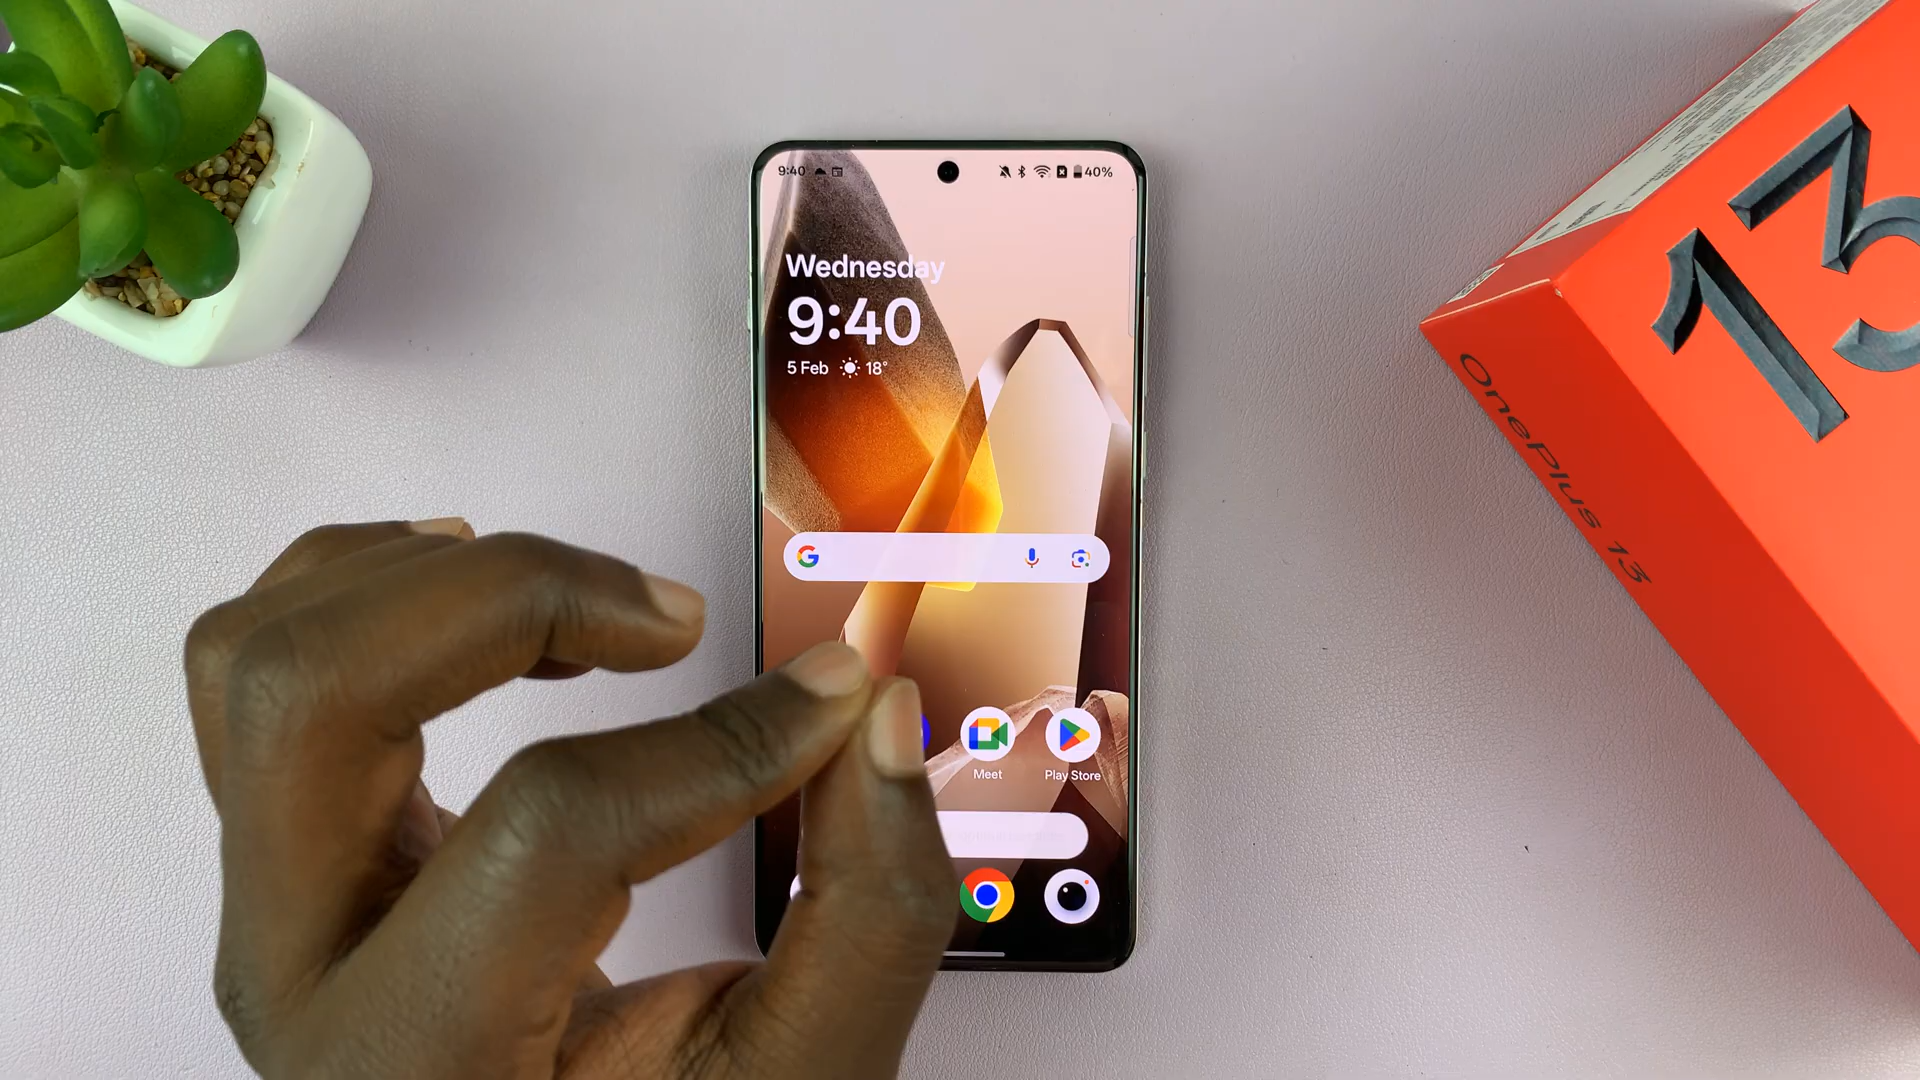 9:40
40%
Wednesday
9:40
5 Feb 18°
Meet
Play Store
13
OnePlus 13